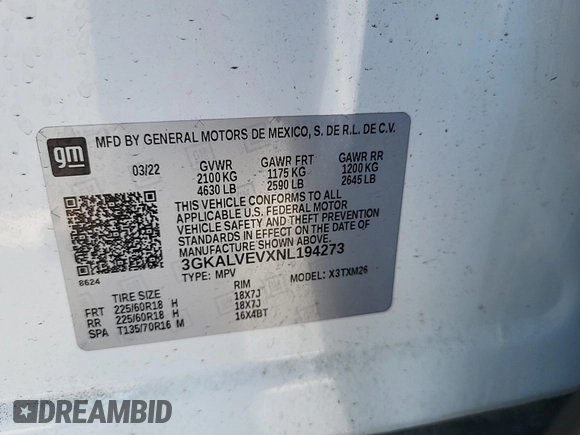 MFD BY GENERAL MOTORS DE MEXICO, S. DE R.L. DE C.V.
gm
03/22 GVWR GAWR FRT GAWR RR
2100 KG 1175 KG 1200 KG
4630 LB 2590 LB 2645 LB
THIS VEHICLE CONFORMS TO ALL
APPLICABLE U.S. FEDERAL MOTOR
VEHICLE SAFETY AND THEFT PREVENTION
STANDARDS IN EFFECT ON THE DATE OF
MANUFACTURE SHOWN ABOVE.
3GKALVEVXNL194273
8624
TYPE: MPV MODEL: X3TXM26
TIRE SIZE RIM
FRT 225/60R18 H 18X7J
RR 225/60R18 H 18X7J
SPA T135/70R16 M 16X4BT
DREAMBID